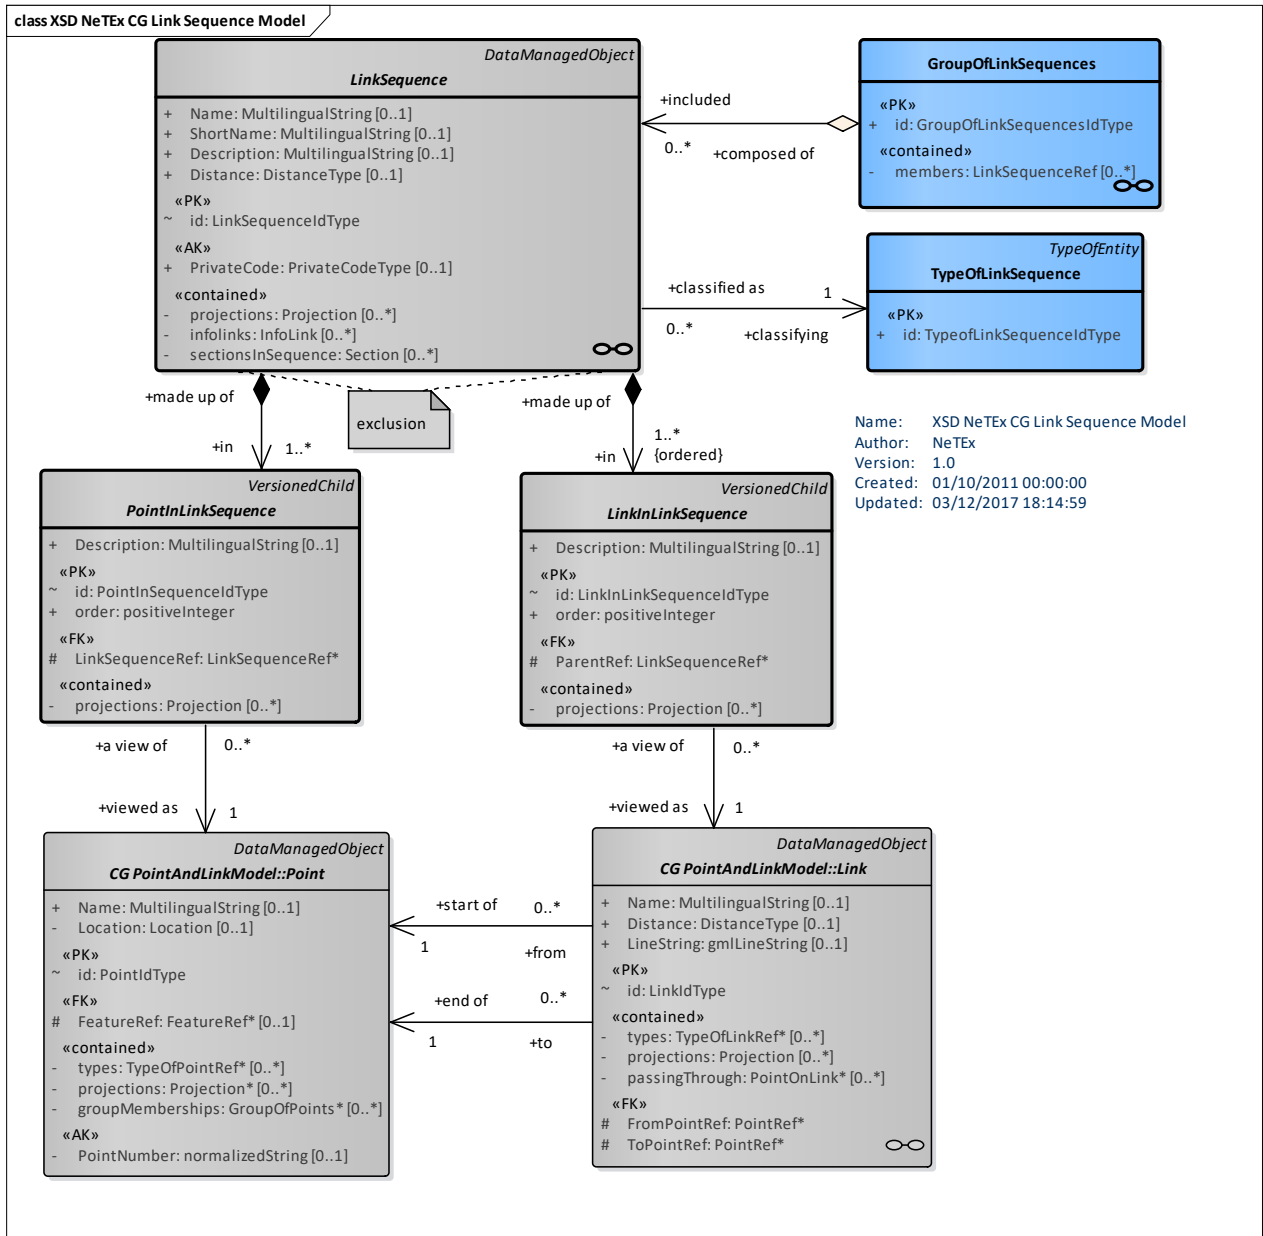 class XSD NeTEx CG Link Sequence Model
DataManagedObject
LinkSequence
+ Name: MultilingualString [0..1]
+ ShortName: MultilingualString [0..1]
+ Description: MultilingualString [0..1]
+ Distance: DistanceType [0..1]
«PK»
~ id: LinkSequenceIdType
«AK»
+ PrivateCode: PrivateCodeType [0..1]
«contained»
- projections: Projection [0..*]
- infolinks: InfoLink [0..*]
- sectionsInSequence: Section [0..*]
GroupOfLinkSequences
«PK»
+ id: GroupOfLinkSequencesIdType
«contained»
- members: LinkSequenceRef [0..*]
+included
0..*
+composed of
TypeOfEntity
TypeOfLinkSequence
«PK»
+ id: TypeofLinkSequenceIdType
+classified as
1
0..*
+classifying
+made up of
exclusion
+made up of
+in
1..*
+in
1..*
{ordered}
Name: XSD NeTEx CG Link Sequence Model
Author: NeTEx
Version: 1.0
Created: 01/10/2011 00:00:00
Updated: 03/12/2017 18:14:59
VersionedChild
PointInLinkSequence
+ Description: MultilingualString [0..1]
«PK»
~ id: PointInSequenceIdType
+ order: positiveInteger
«FK»
# LinkSequenceRef: LinkSequenceRef*
«contained»
- projections: Projection [0..*]
VersionedChild
LinkInLinkSequence
+ Description: MultilingualString [0..1]
«PK»
~ id: LinkInLinkSequenceIdType
+ order: positiveInteger
«FK»
# ParentRef: LinkSequenceRef*
«contained»
- projections: Projection [0..*]
+a view of
0..*
+viewed as
1
+a view of
0..*
+viewed as
1
DataManagedObject
CG PointAndLinkModel::Point
+ Name: MultilingualString [0..1]
- Location: Location [0..1]
«PK»
~ id: PointIdType
«FK»
# FeatureRef: FeatureRef* [0..1]
«contained»
- types: TypeOfPointRef* [0..*]
- projections: Projection* [0..*]
- groupMemberships: GroupOfPoints* [0..*]
«AK»
- PointNumber: normalizedString [0..1]
+start of
0..*
1
+from
+end of
0..*
1
+to
DataManagedObject
CG PointAndLinkModel::Link
+ Name: MultilingualString [0..1]
+ Distance: DistanceType [0..1]
+ LineString: gmlLineString [0..1]
«PK»
~ id: LinkIdType
«contained»
- types: TypeOfLinkRef* [0..*]
- projections: Projection [0..*]
- passingThrough: PointOnLink* [0..*]
«FK»
# FromPointRef: PointRef*
# ToPointRef: PointRef*